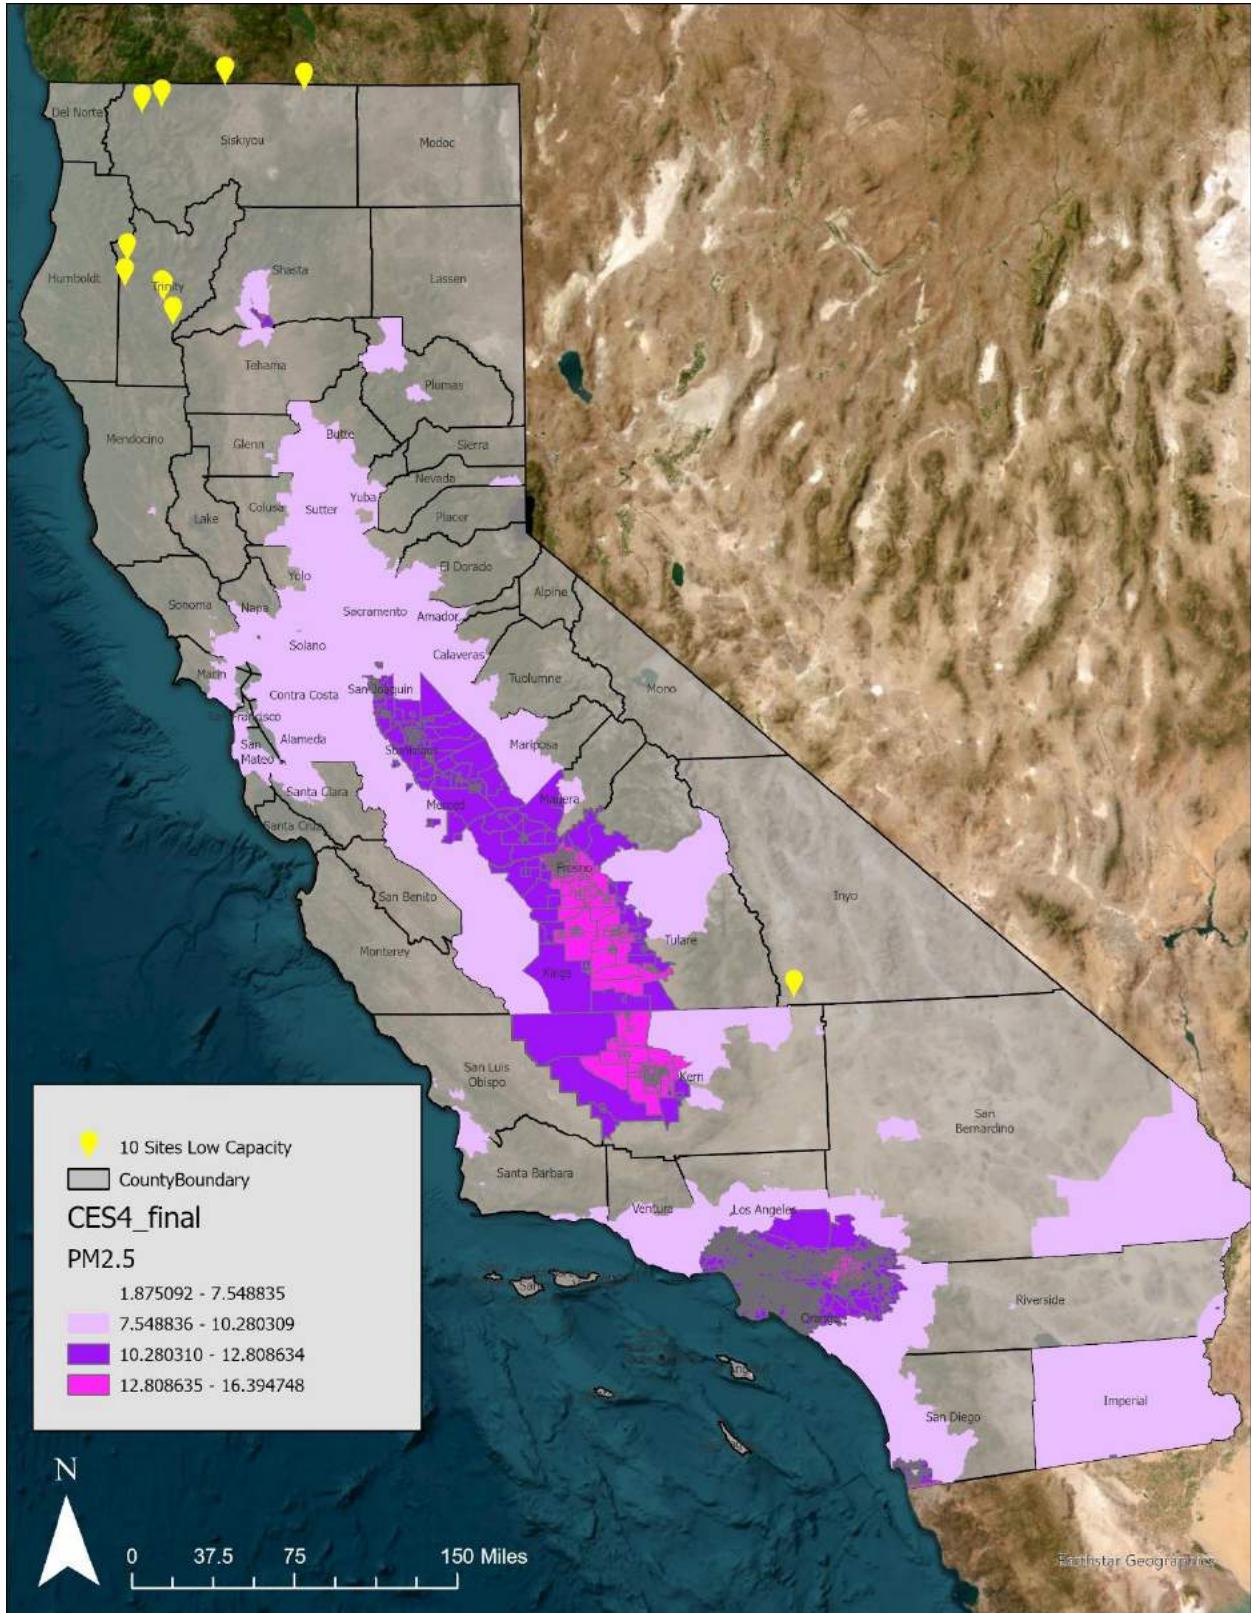 Del Norte
Siskiyou
Modoc
Humboldt
Trinity
Shasta
Lassen
Tehama
Plumas
Mendocino
Glenn
Butte
Sierra
Nevada
Yuba
Colusa
Sutter
Lake
Placer
Yolo
El Dorado
Alpine
Sonoma
Napa
Sacramento
Amador
Solano
Calaveras
Marin
Tuolumne
Mono
San Joaquin
Contra Costa
San Francisco
San
Mateo
Alameda
Stanislaus
Mariposa
Santa Clara
Merced
Madera
Santa Cruz
Fresno
San Benito
Inyo
Monterey
Tulare
Kings
San Luis
Obispo
Kern
San
Bernardino
Santa Barbara
Ventura
Los Angeles
Riverside
Orange
San Diego
Imperial
10 Sites Low Capacity
CountyBoundary
CES4_final
PM2.5
1.875092 - 7.548835
7.548836 - 10.280309
10.280310 - 12.808634
12.808635 - 16.394748
N
0 37.5 75 150 Miles
Earthstar Geographics